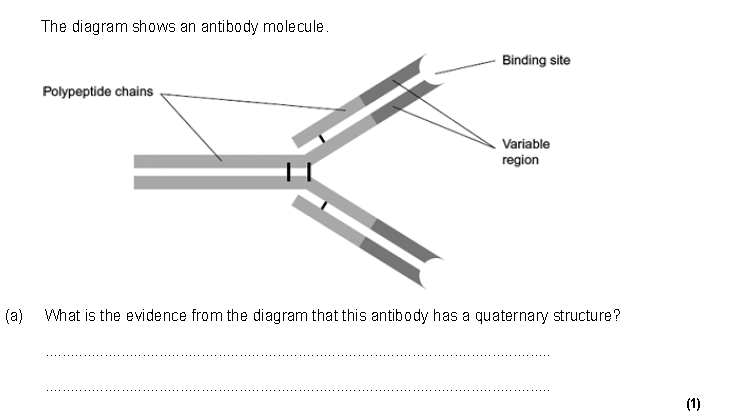 The diagram shows an antibody molecule.
Binding site
Polypeptide chains
Variable
region
(a) What is the evidence from the diagram that this antibody has a quaternary structure?
(1)